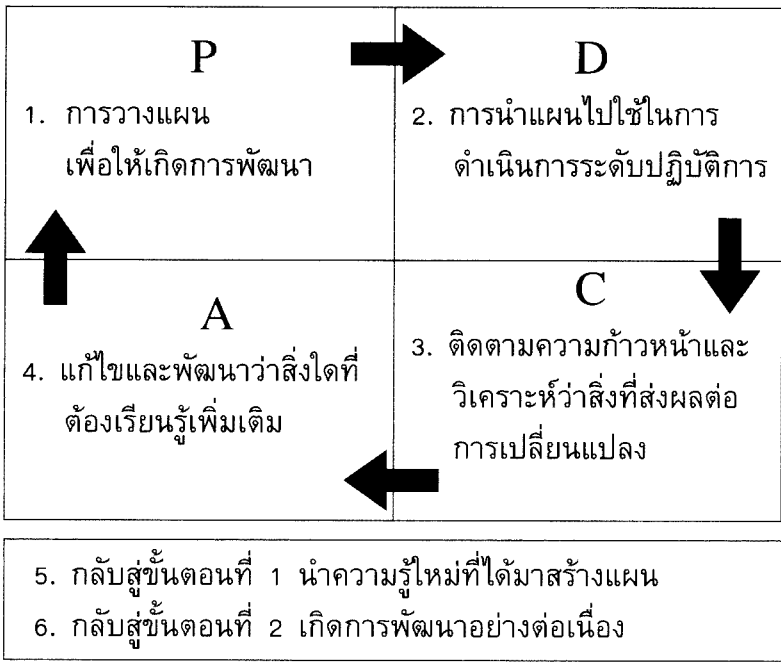 P
1. การวางแผน
เพื่อให้เกิดการพัฒนา
D
2. การนำแผนไปใช้ในการ
ดำเนินการระดับปฏิบัติการ
C
3. ติดตามความก้าวหน้าและ
วิเคราะห์ว่าสิ่งที่ส่งผลต่อ
การเปลี่ยนแปลง
A
4. แก้ไขและพัฒนาว่าสิ่งใดที่
ต้องเรียนรู้เพิ่มเติม
5. กลับสู่ขั้นตอนที่ 1 นำความรู้ใหม่ที่ได้มาสร้างแผน
6. กลับสู่ขั้นตอนที่ 2 เกิดการพัฒนาอย่างต่อเนื่อง